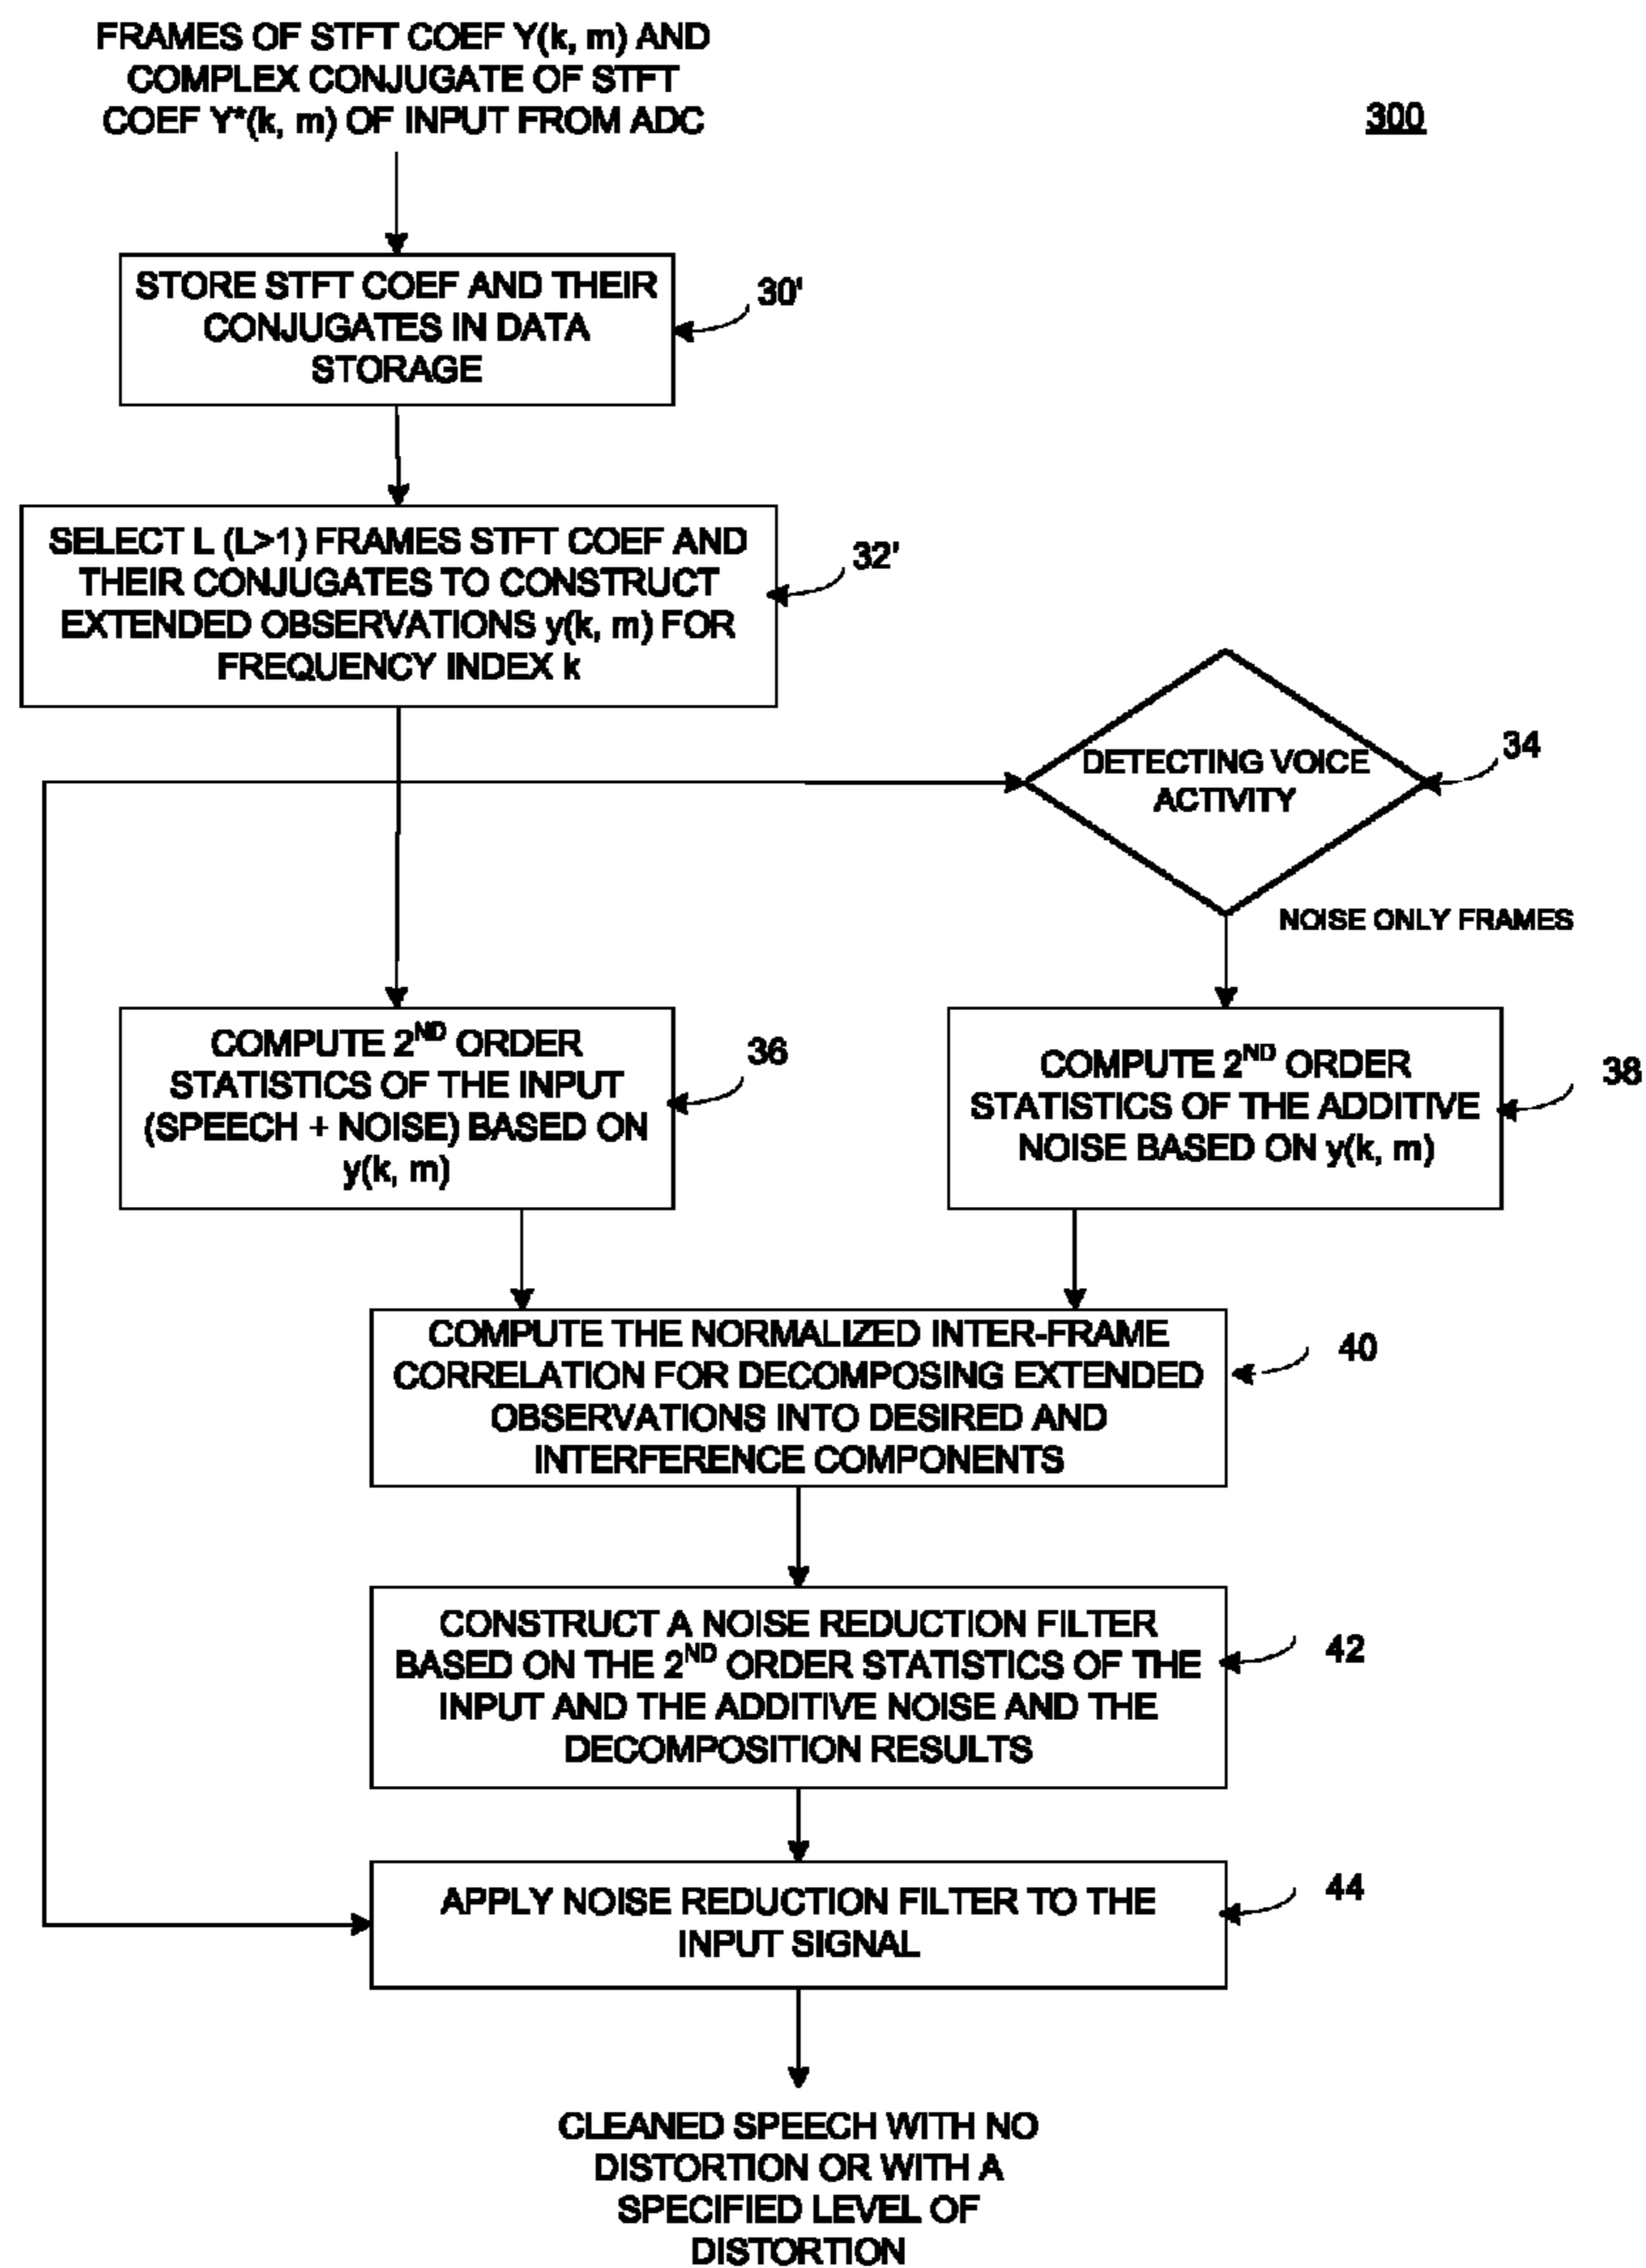 FRAMES OF STFT COEF Y(k, m) AND
COMPLEX CONJUGATE OF STFT
COEF Y*(k, m) OF INPUT FROM ADC
300
STORE STFT COEF AND THEIR
CONJUGATES IN DATA
STORAGE
30'
SELECT L (L>1) FRAMES STFT COEF AND
THEIR CONJUGATES TO CONSTRUCT
EXTENDED OBSERVATIONS y(k, m) FOR
FREQUENCY INDEX k
32'
DETECTING VOICE
ACTIVITY
34
NOISE ONLY FRAMES
COMPUTE 2ND ORDER
STATISTICS OF THE INPUT
(SPEECH + NOISE) BASED ON
y(k, m)
36
COMPUTE 2ND ORDER
STATISTICS OF THE ADDITIVE
NOISE BASED ON y(k, m)
38
COMPUTE THE NORMALIZED INTER-FRAME
CORRELATION FOR DECOMPOSING EXTENDED
OBSERVATIONS INTO DESIRED AND
INTERFERENCE COMPONENTS
40
CONSTRUCT A NOISE REDUCTION FILTER
BASED ON THE 2ND ORDER STATISTICS OF THE
INPUT AND THE ADDITIVE NOISE AND THE
DECOMPOSITION RESULTS
42
APPLY NOISE REDUCTION FILTER TO THE
INPUT SIGNAL
44
CLEANED SPEECH WITH NO
DISTORTION OR WITH A
SPECIFIED LEVEL OF
DISTORTION